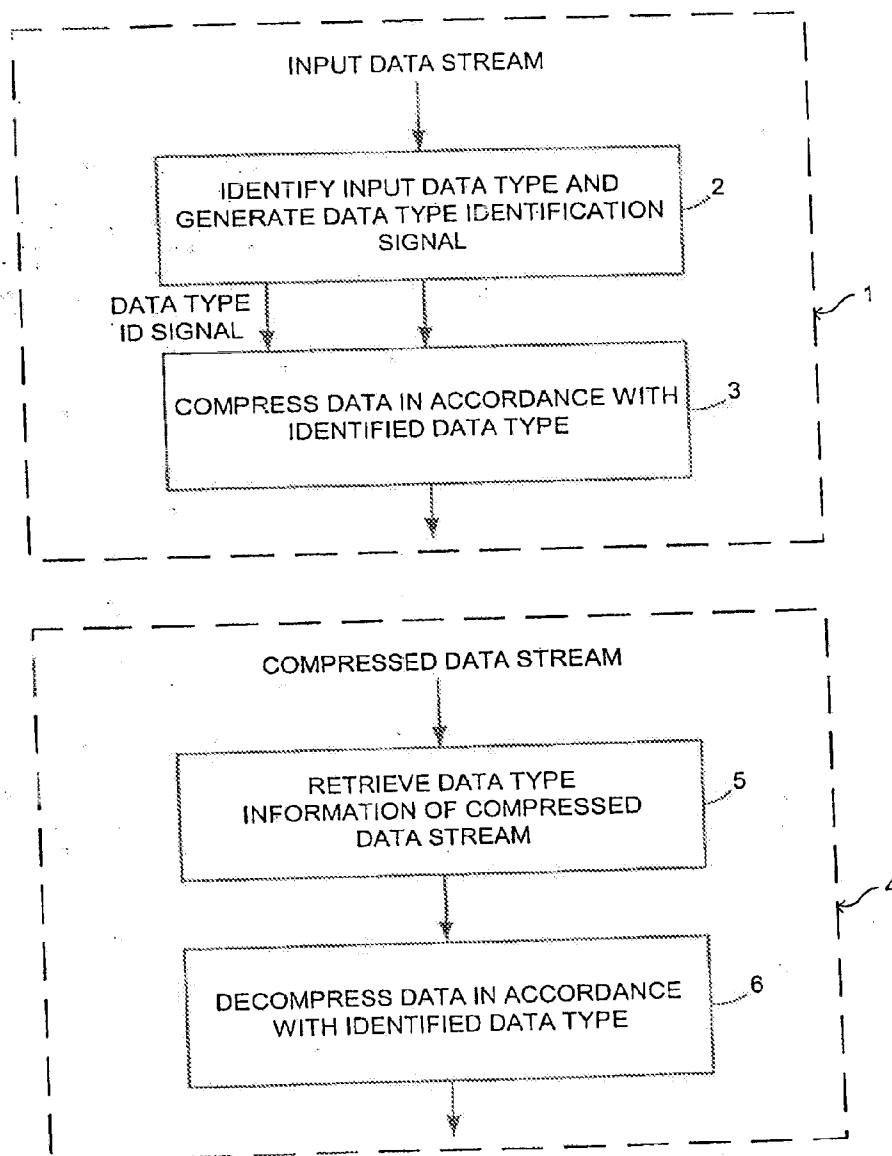 INPUT DATA STREAM
IDENTIFY INPUT DATA TYPE AND
GENERATE DATA TYPE IDENTIFICATION
SIGNAL
2
DATA TYPE
ID SIGNAL
1
COMPRESS DATA IN ACCORDANCE WITH
IDENTIFIED DATA TYPE
3
COMPRESSED DATA STREAM
RETRIEVE DATA TYPE
INFORMATION OF COMPRESSED
DATA STREAM
5
4
DECOMPRESS DATA IN ACCORDANCE
WITH IDENTIFIED DATA TYPE
6